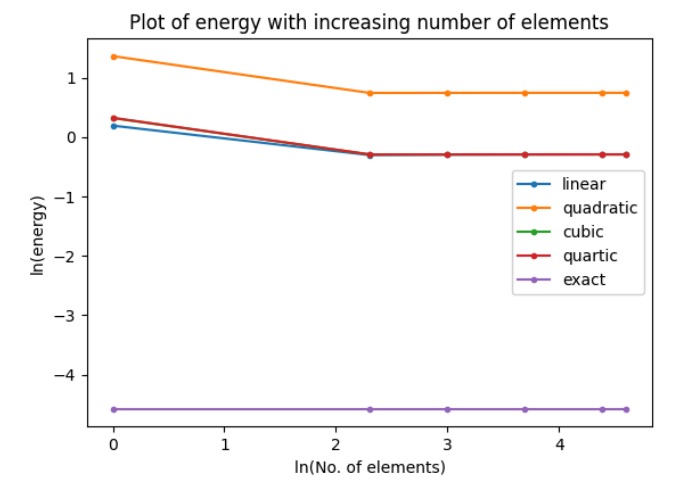 Plot of energy with increasing number of elements
1
0
−1
−2
−3
−4
ln(energy)
linear
quadratic
cubic
quartic
exact
0 1 2 3 4
ln(No. of elements)